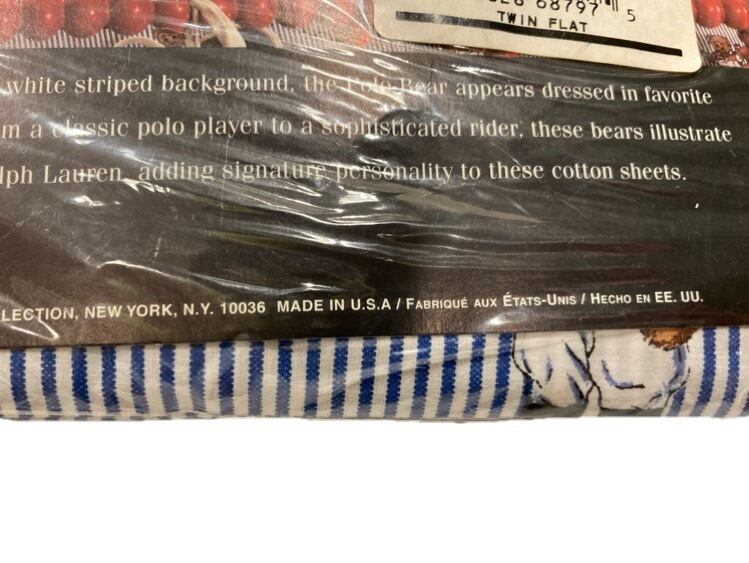 68797 5
TWIN FLAT
white striped background, the Polo Bear appears dressed in favorite
m a classic polo player to a sophisticated rider, these bears illustrate
lph Lauren, adding signature personality to these cotton sheets.
LLECTION, NEW YORK, N.Y. 10036 MADE IN U.S.A / FABRIQUÉ AUX ÉTATS-UNIS / HECHO EN EE. UU.